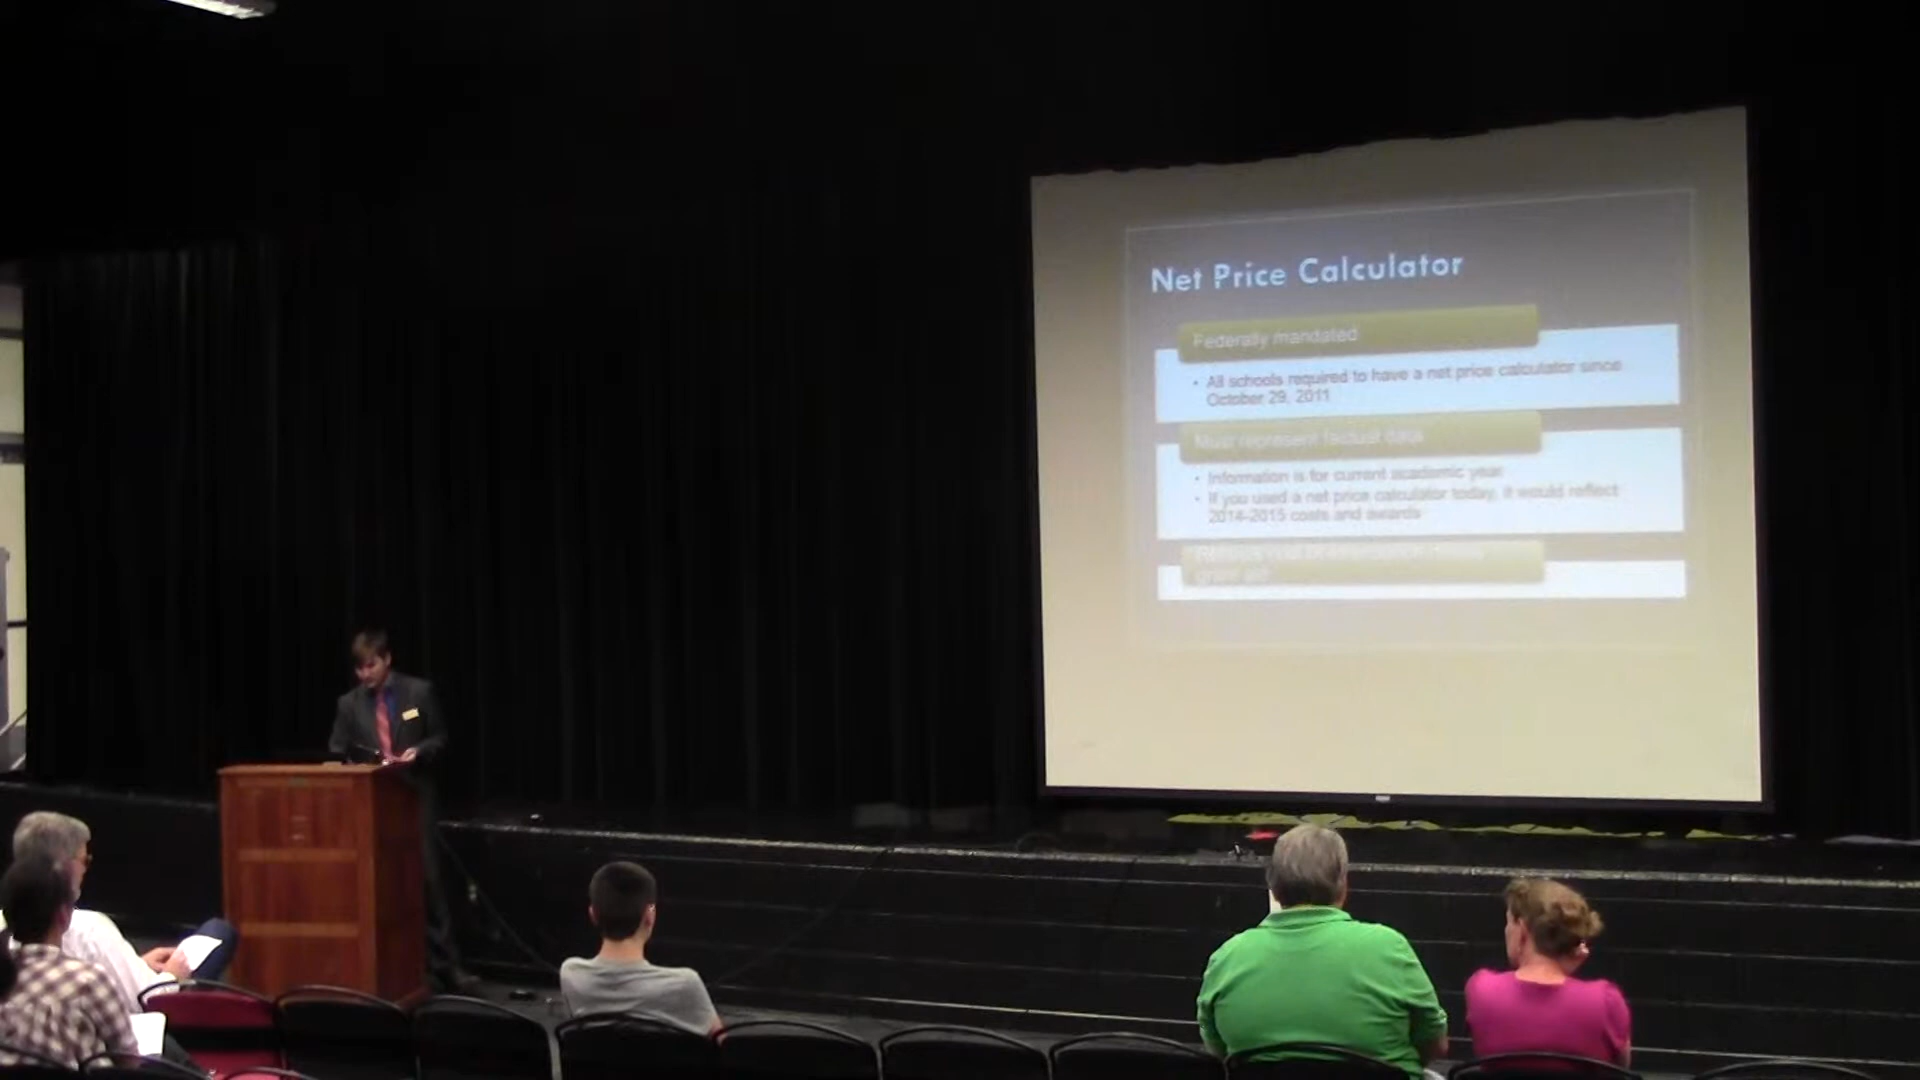 Net Price Calculator
Federally mandated
• All schools required to have a net price calculator since
October 29, 2011
Must represent factual data
• Information is for current academic year
• If you used a net price calculator today, it would reflect
2014-2015 costs and awards
grant aid